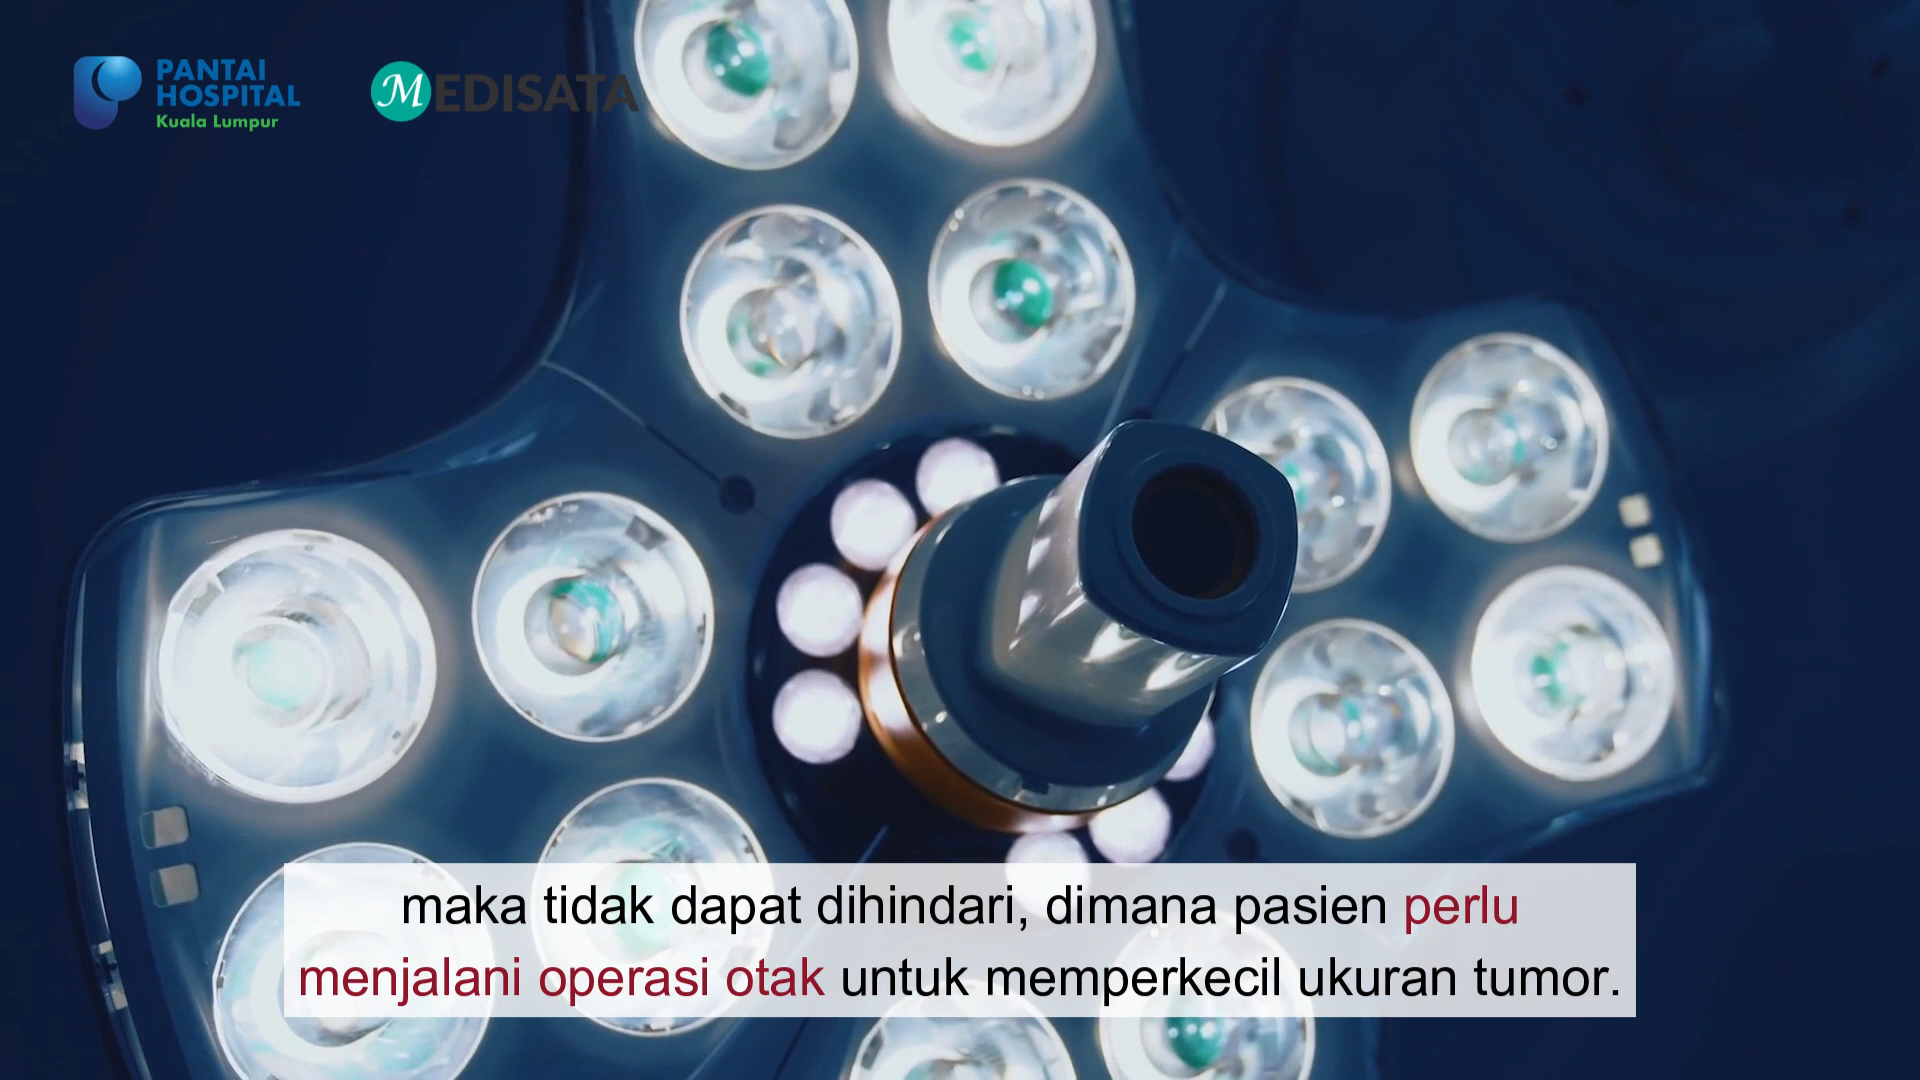 PANTAI
HOSPITAL
Kuala Lumpur
MEDISATA
maka tidak dapat dihindari, dimana pasien perlu
menjalani operasi otak untuk memperkecil ukuran tumor.